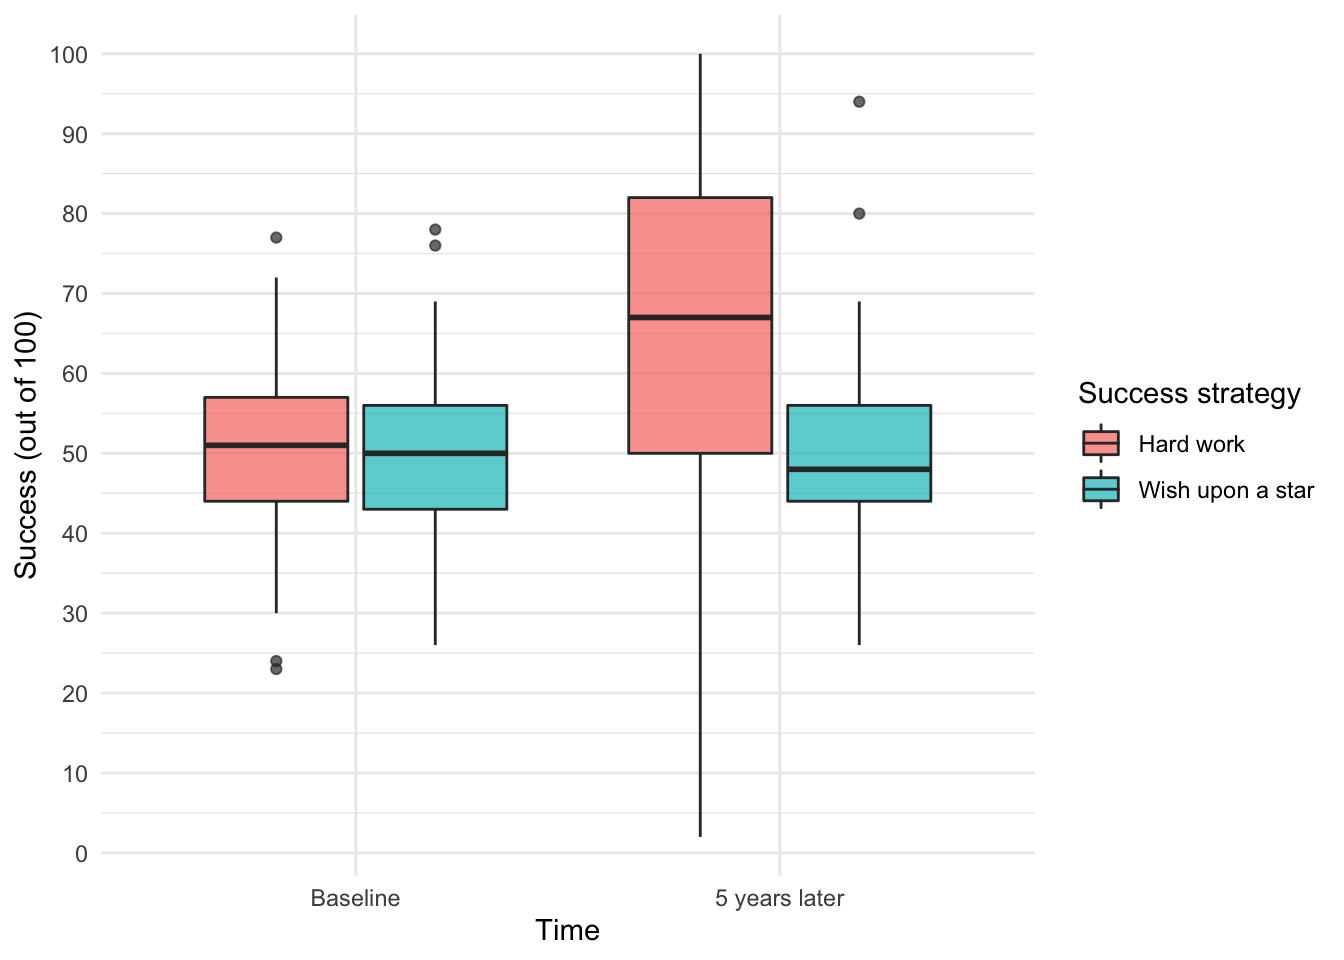 100
90
80
70
60
50
40
30
20
10
0
Success (out of 100)
Baseline
5 years later
Time
Success strategy
Hard work
Wish upon a star